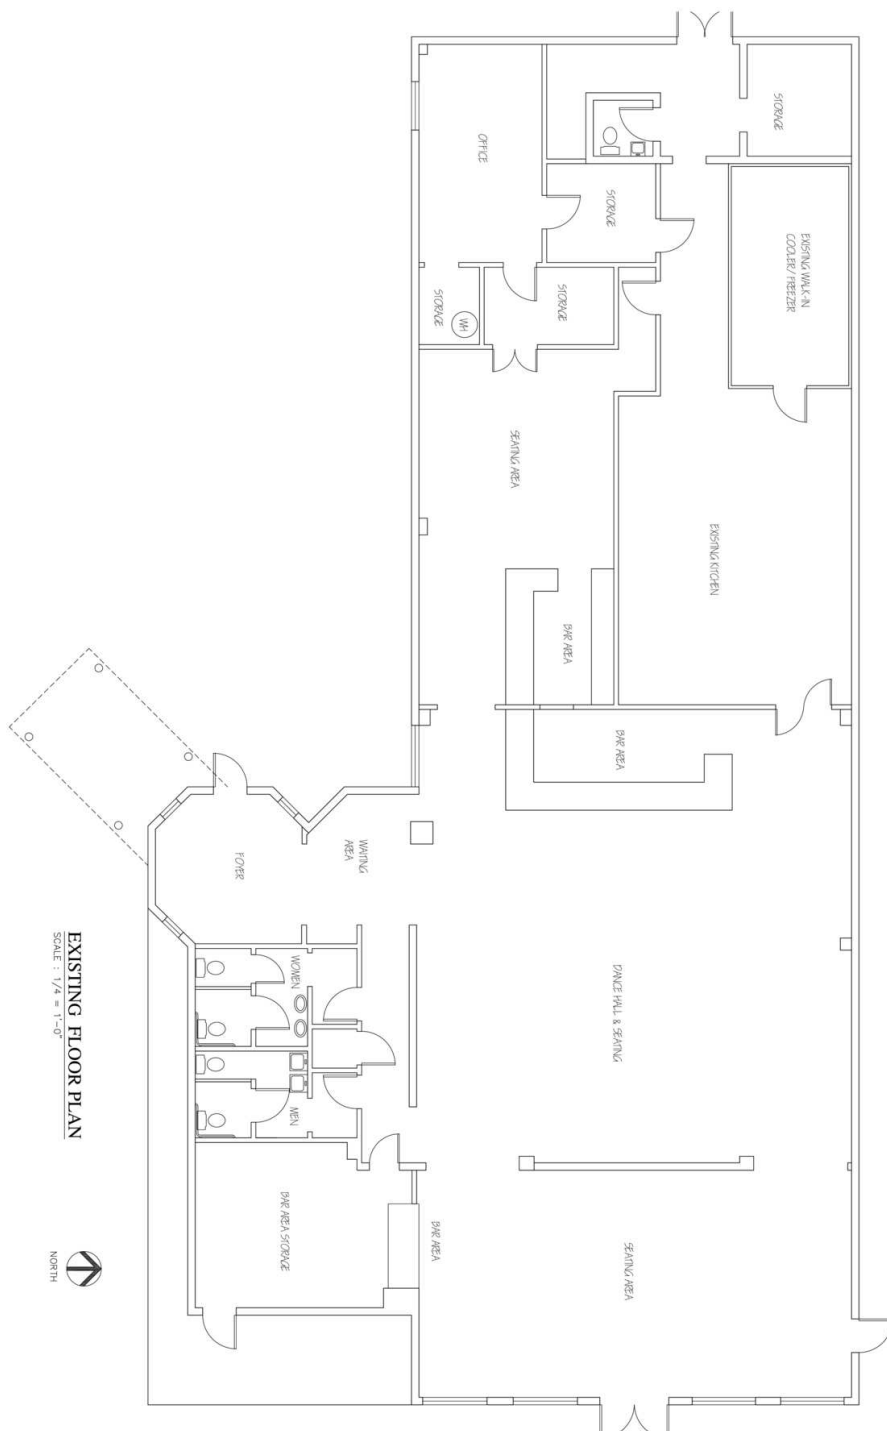 STORAGE
EXISTING WALK-IN
COOLER/ FREEZER
EXISTING KITCHEN
STORAGE
STORAGE
BAR AREA
BAR AREA
DANCE HALL & SEATING
SEATING AREA
OFFICE
STORAGE
WH
SEATING AREA
BAR AREA
WAITING
AREA
FOYER
WOMEN
MEN
BAR AREA STORAGE
EXISTING FLOOR PLAN
SCALE : 1/4 = 1'-0"
NORTH